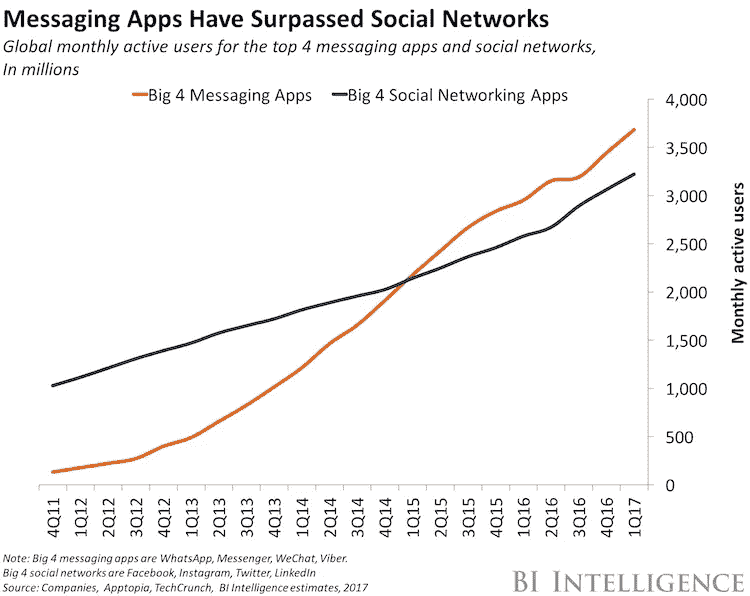 Messaging Apps Have Surpassed Social Networks
Global monthly active users for the top 4 messaging apps and social networks,
In millions
Big 4 Messaging Apps Big 4 Social Networking Apps
4,000
3,500
3,000
2,500
2,000
1,500
1,000
500
0
Monthly active users
4Q11 1Q12 2Q12 3Q12 4Q12 1Q13 2Q13 3Q13 4Q13 1Q14 2Q14 3Q14 4Q14 1Q15 2Q15 3Q15 4Q15 1Q16 2Q16 3Q16 4Q16 1Q17
Note: Big 4 messaging apps are WhatsApp, Messenger, WeChat, Viber.
Big 4 social networks are Facebook, Instagram, Twitter, LinkedIn
Source: Companies, Apptopia, TechCrunch, BI Intelligence estimates, 2017
BI INTELLIGENCE